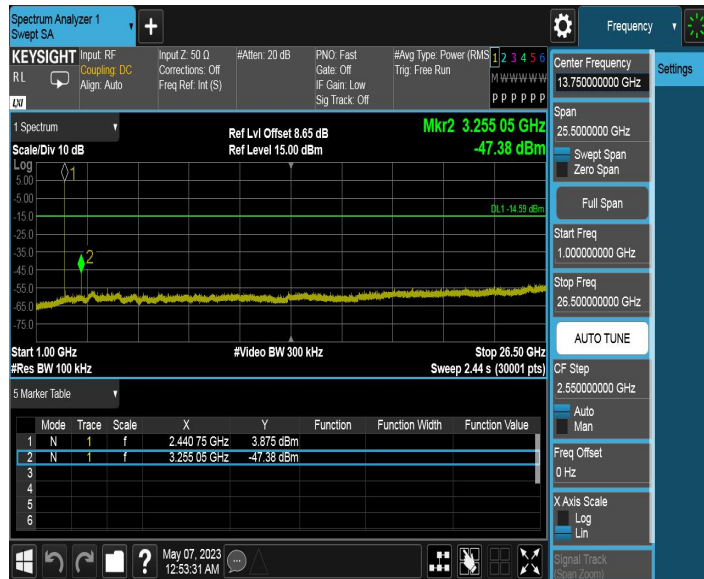 Spectrum Analyzer 1
Swept SA
+
Frequency
KEYSIGHT
RL
LXI
Input: RF
Coupling: DC
Align: Auto
Input Z: 50 Ω
Corrections: Off
Freq Ref: Int (S)
#Atten: 20 dB
PNO: Fast
Gate: Off
IF Gain: Low
Sig Track: Off
#Avg Type: Power (RMS
Trig: Free Run
1 2 3 4 5 6
M W W W W W
P P P P P P
1 Spectrum
Scale/Div 10 dB
Ref Lvl Offset 8.65 dB
Ref Level 15.00 dBm
Mkr2 3.255 05 GHz
-47.38 dBm
Log
5.00
-5.00
-15.0
-25.0
-35.0
-45.0
-55.0
-65.0
-75.0
1
2
DL1 -14.59 dBm
Start 1.00 GHz
#Res BW 100 kHz
#Video BW 300 kHz
Stop 26.50 GHz
Sweep 2.44 s (30001 pts)
5 Marker Table
Mode Trace Scale X Y Function Function Width Function Value
1 N 1 f 2.440 75 GHz 3.875 dBm
2 N 1 f 3.255 05 GHz -47.38 dBm
3
4
5
6
Center Frequency
13.750000000 GHz
Settings
Span
25.5000000 GHz
Swept Span
Zero Span
Full Span
Start Freq
1.000000000 GHz
Stop Freq
26.500000000 GHz
AUTO TUNE
CF Step
2.550000000 GHz
Auto
Man
Freq Offset
0 Hz
X Axis Scale
Log
Lin
Signal Track
(Span Zoom)
?
May 07, 2023
12:53:31 AM